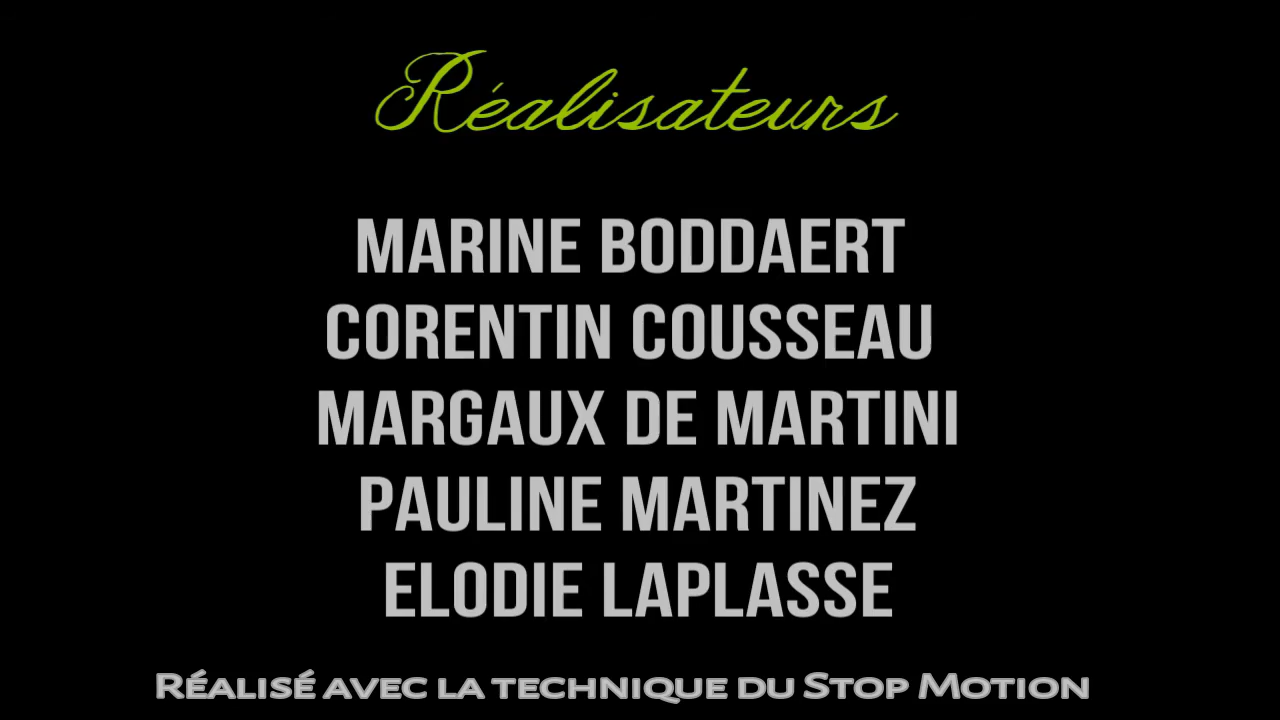 Réalisateurs
MARINE BODDAERT
CORENTIN COUSSEAU
MARGAUX DE MARTINI
PAULINE MARTINEZ
ELODIE LAPLASSE
Réalisé avec la technique du Stop Motion